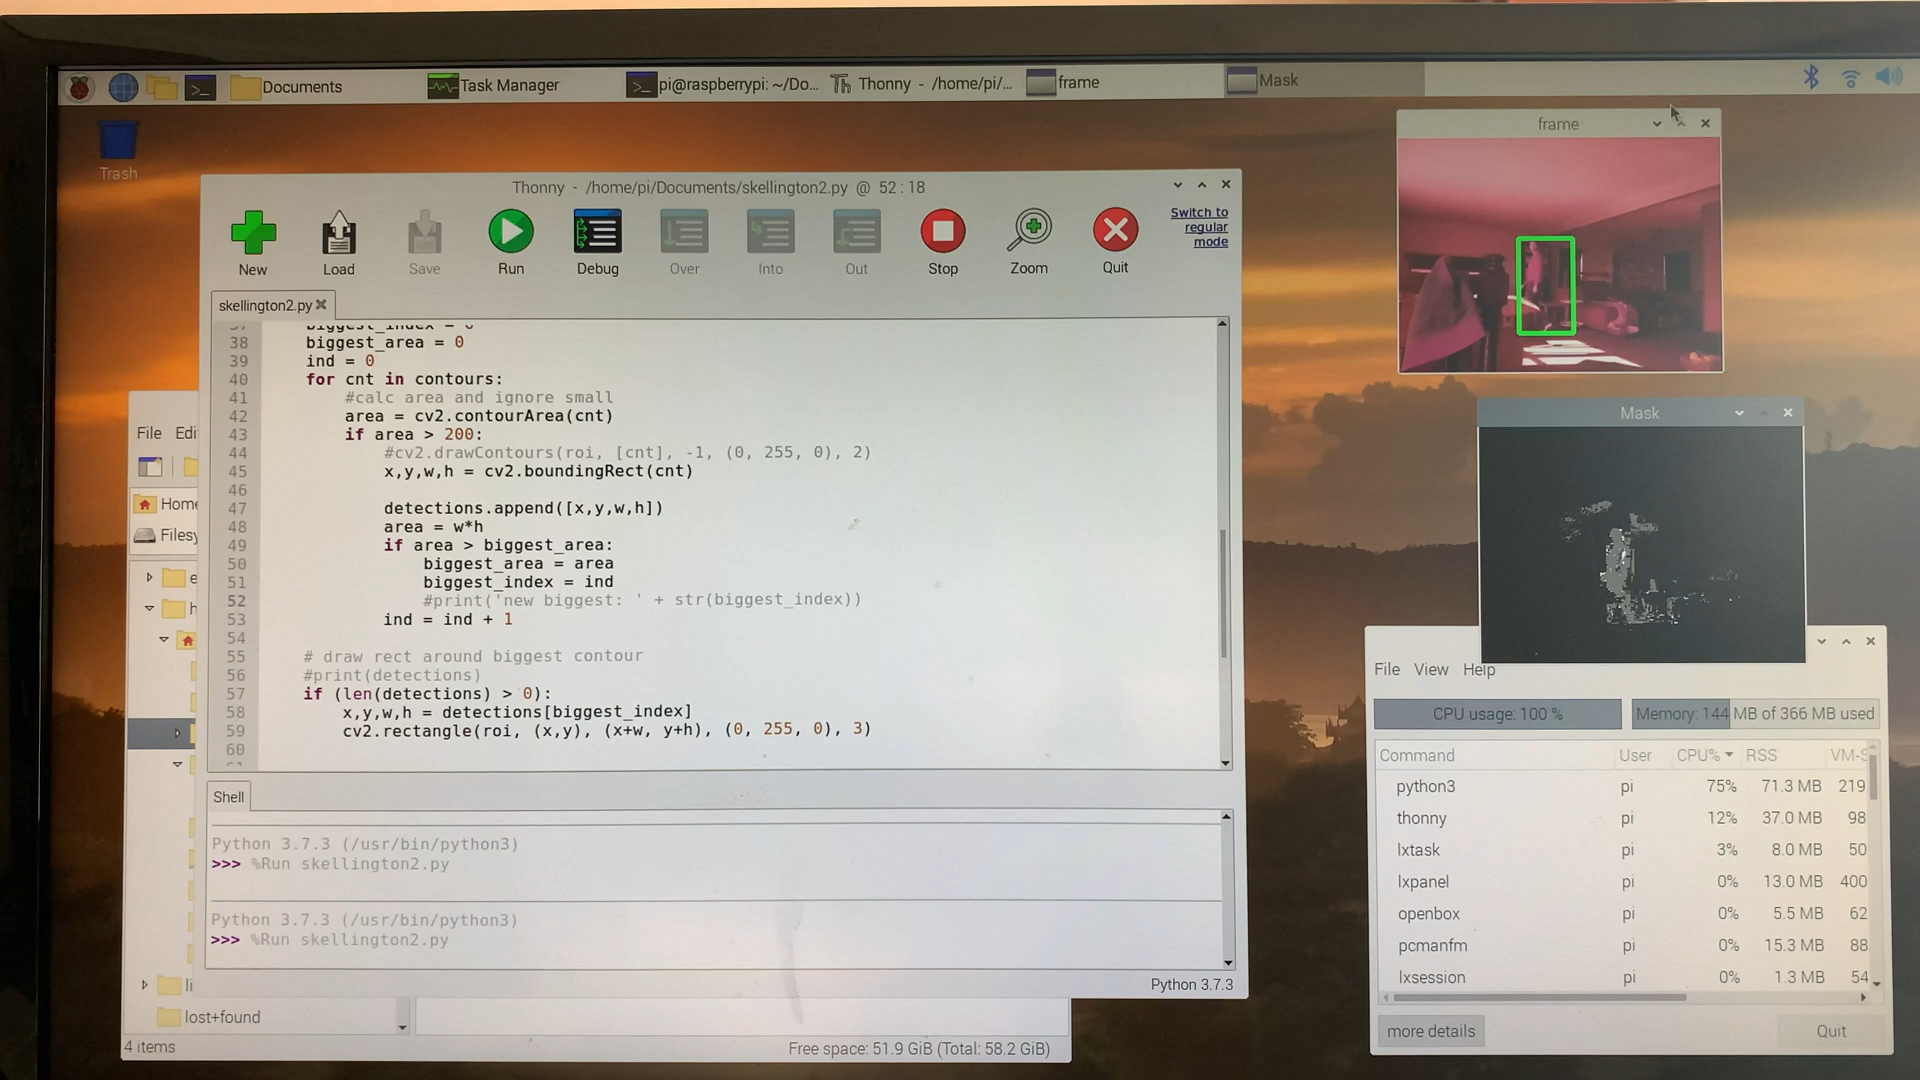 Documents
Task Manager
pi@raspberrypi: ~/Do...
Thonny - /home/pi/...
frame
Mask
Trash
frame
Thonny - /home/pi/Documents/skellington2.py @ 52 : 18
New
Load
Save
Run
Debug
Over
Into
Out
Stop
Zoom
Quit
Switch to
regular
mode
skellington2.py
37 biggest_index = 0
38 biggest_area = 0
39 ind = 0
40 for cnt in contours:
41 #calc area and ignore small
42 area = cv2.contourArea(cnt)
43 if area > 200:
44 #cv2.drawContours(roi, [cnt], -1, (0, 255, 0), 2)
45 x,y,w,h = cv2.boundingRect(cnt)
46
47 detections.append([x,y,w,h])
48 area = w*h
49 if area > biggest_area:
50 biggest_area = area
51 biggest_index = ind
52 #print('new biggest: ' + str(biggest_index))
53 ind = ind + 1
54
55 # draw rect around biggest contour
56 #print(detections)
57 if (len(detections) > 0):
58 x,y,w,h = detections[biggest_index]
59 cv2.rectangle(roi, (x,y), (x+w, y+h), (0, 255, 0), 3)
60
Shell
Python 3.7.3 (/usr/bin/python3)
>>> %Run skellington2.py
Python 3.7.3 (/usr/bin/python3)
>>> %Run skellington2.py
Python 3.7.3
File Edi
Home
Filesy
e
h
li
lost+found
4 items
Free space: 51.9 GiB (Total: 58.2 GiB)
Mask
File View Help
CPU usage: 100 %
Memory: 144 MB of 366 MB used
Command User CPU% RSS VM-S
python3 pi 75% 71.3 MB 219
thonny pi 12% 37.0 MB 98
lxtask pi 3% 8.0 MB 50
lxpanel pi 0% 13.0 MB 400
openbox pi 0% 5.5 MB 62
pcmanfm pi 0% 15.3 MB 88
lxsession pi 0% 1.3 MB 54
more details
Quit